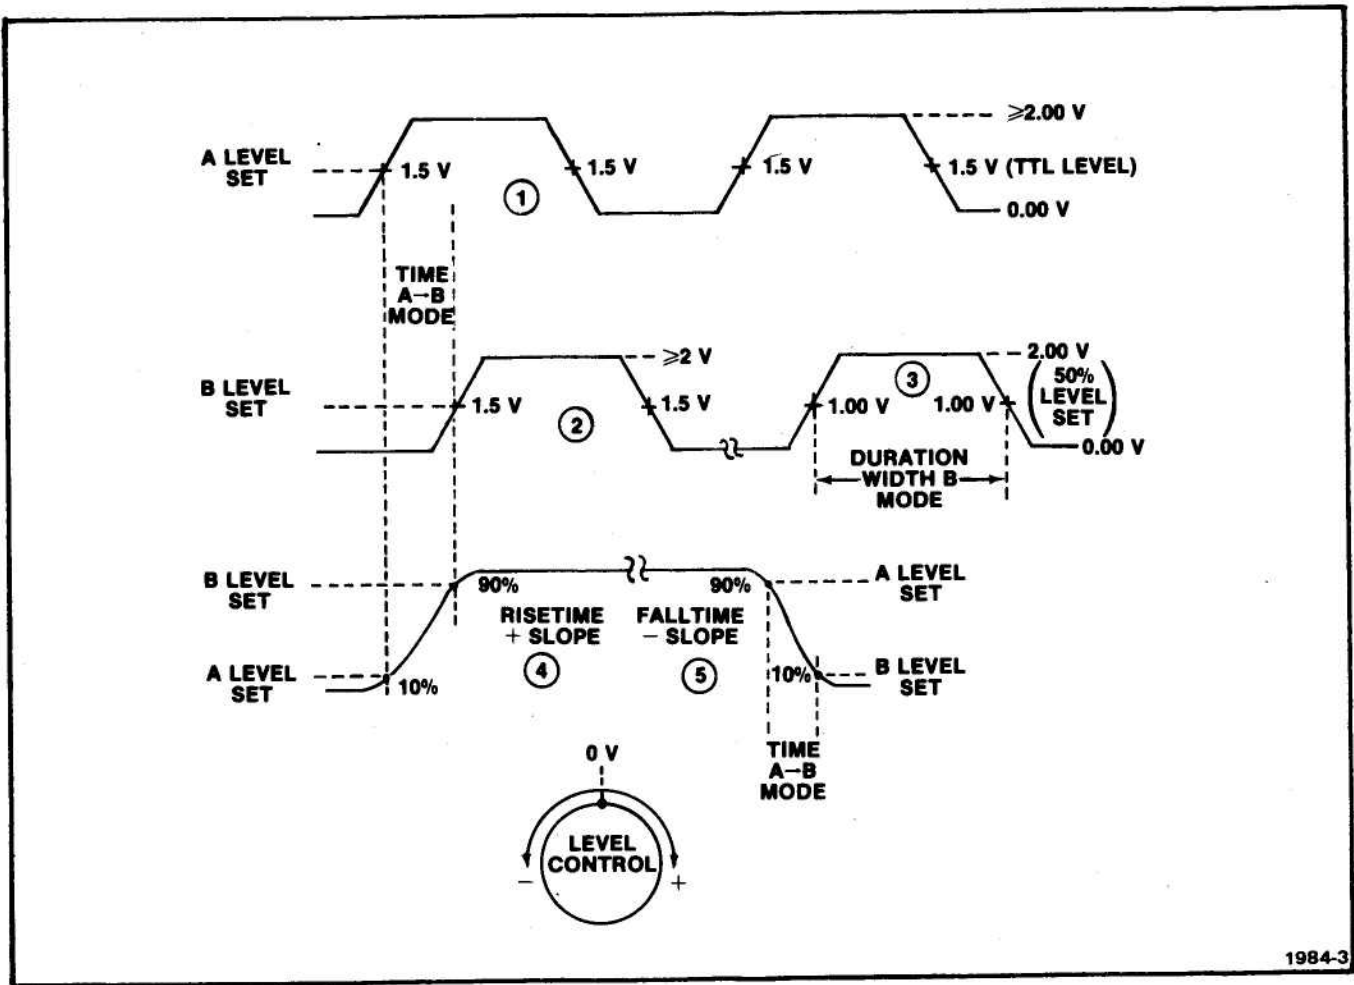 ≥2.00 V
A LEVEL
SET
1.5 V
1.5 V
1.5 V
1.5 V (TTL LEVEL)
1
0.00 V
TIME
A→B
MODE
B LEVEL
SET
≥2 V
2.00 V
3
50%
LEVEL
SET
1.5 V
1.5 V
1.00 V
1.00 V
2
0.00 V
DURATION
WIDTH B
MODE
B LEVEL
SET
90%
90%
A LEVEL
SET
RISETIME
+ SLOPE
FALLTIME
− SLOPE
A LEVEL
SET
10%
4
5
10%
B LEVEL
SET
0 V
TIME
A→B
MODE
LEVEL
CONTROL
−
+
1984-3